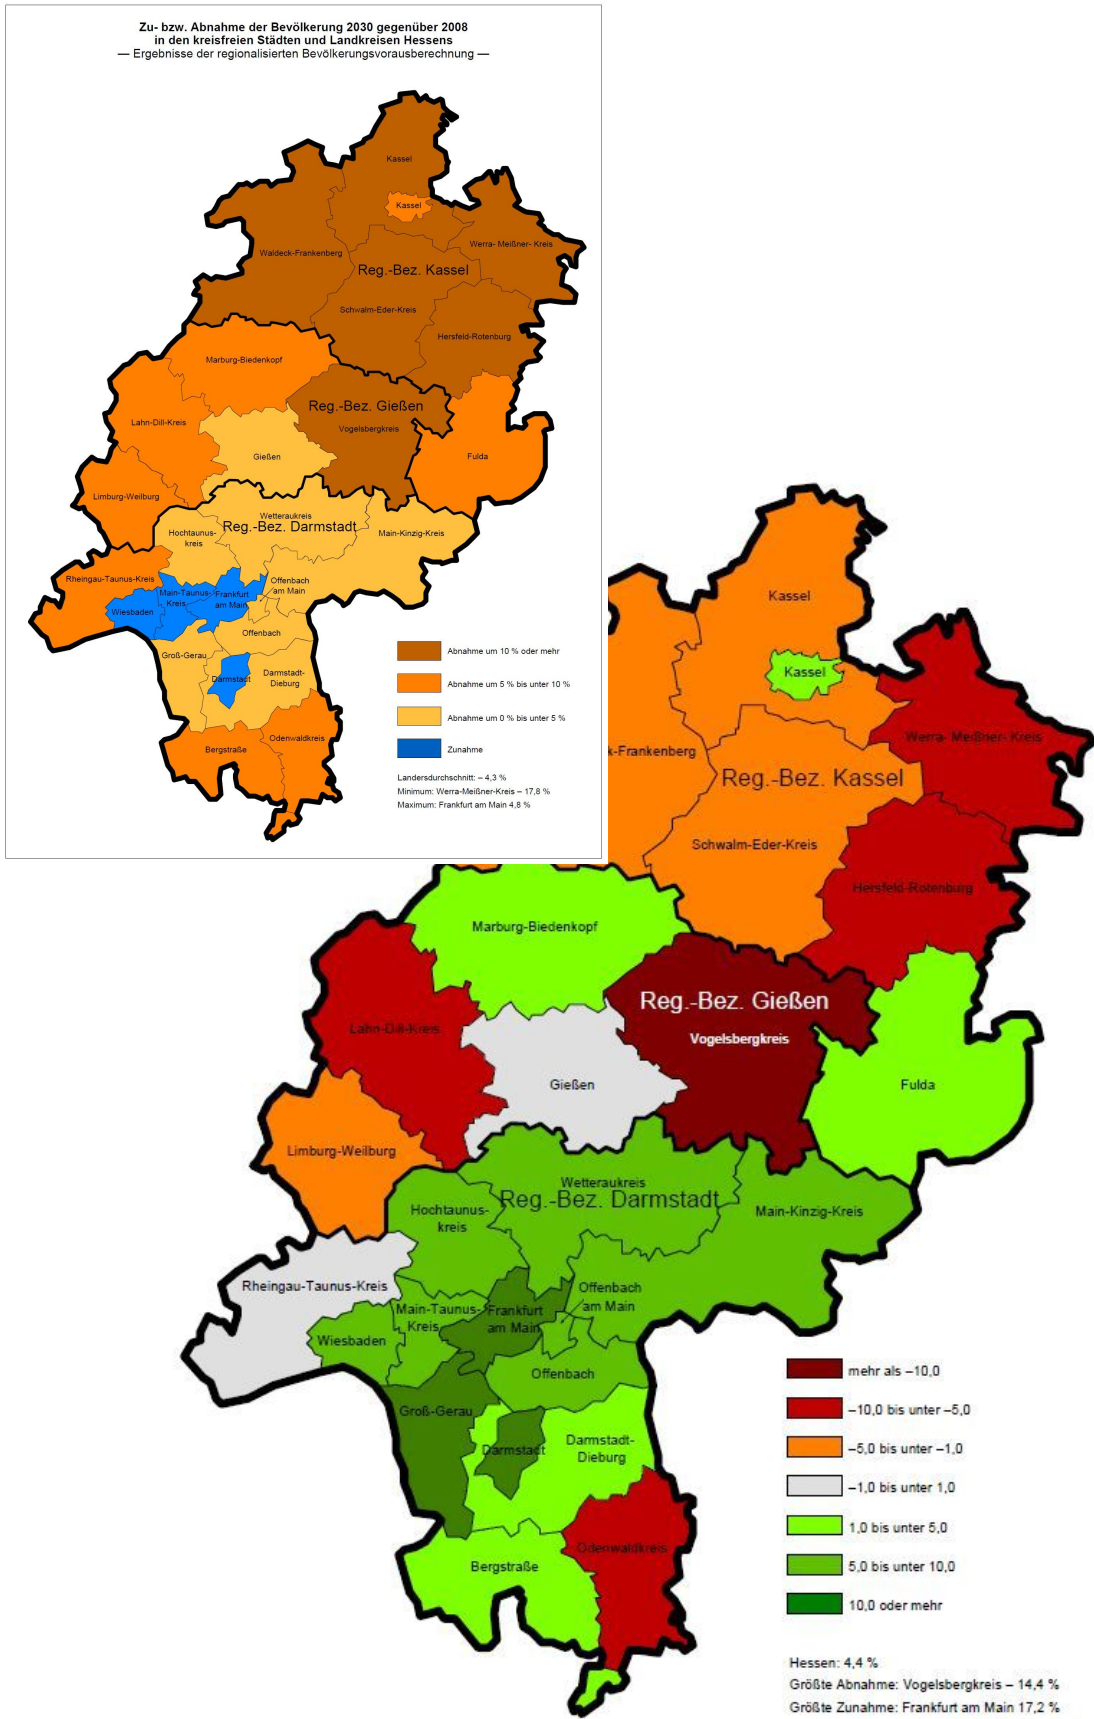 Zu- bzw. Abnahme der Bevölkerung 2030 gegenüber 2008
in den kreisfreien Städten und Landkreisen Hessens
— Ergebnisse der regionalisierten Bevölkerungsvorausberechnung —
Kassel
Kassel
Werra- Meißner- Kreis
Waldeck-Frankenberg
Reg.-Bez. Kassel
Schwalm-Eder-Kreis
Hersfeld-Rotenburg
Marburg-Biedenkopf
Reg.-Bez. Gießen
Lahn-Dill-Kreis
Vogelsbergkreis
Gießen
Fulda
Limburg-Weilburg
Wetteraukreis
Reg.-Bez. Darmstadt
Hochtaunus-
kreis
Main-Kinzig-Kreis
Rheingau-Taunus-Kreis
Offenbach
am Main
Main-Taunus-
Kreis
Frankfurt
am Main
Wiesbaden
Offenbach
Groß-Gerau
Darmstadt
Darmstadt-
Dieburg
Odenwaldkreis
Bergstraße
Abnahme um 10 % oder mehr
Abnahme um 5 % bis unter 10 %
Abnahme um 0 % bis unter 5 %
Zunahme
Landersdurchschnitt: – 4,3 %
Minimum: Werra-Meißner-Kreis – 17,8 %
Maximum: Frankfurt am Main 4,8 %
Kassel
Kassel
Werra- Meißner- Kreis
k-Frankenberg
Reg.-Bez. Kassel
Schwalm-Eder-Kreis
Hersfeld-Rotenburg
Marburg-Biedenkopf
Reg.-Bez. Gießen
Lahn-Dill-Kreis
Vogelsbergkreis
Gießen
Fulda
Limburg-Weilburg
Wetteraukreis
Reg.-Bez. Darmstadt
Hochtaunus-
kreis
Main-Kinzig-Kreis
Rheingau-Taunus-Kreis
Offenbach
am Main
Main-Taunus-
Kreis
Frankfurt
am Main
Wiesbaden
Offenbach
Groß-Gerau
Darmstadt
Darmstadt-
Dieburg
Odenwaldkreis
Bergstraße
mehr als –10,0
–10,0 bis unter –5,0
–5,0 bis unter –1,0
–1,0 bis unter 1,0
1,0 bis unter 5,0
5,0 bis unter 10,0
10,0 oder mehr
Hessen: 4,4 %
Größte Abnahme: Vogelsbergkreis – 14,4 %
Größte Zunahme: Frankfurt am Main 17,2 %